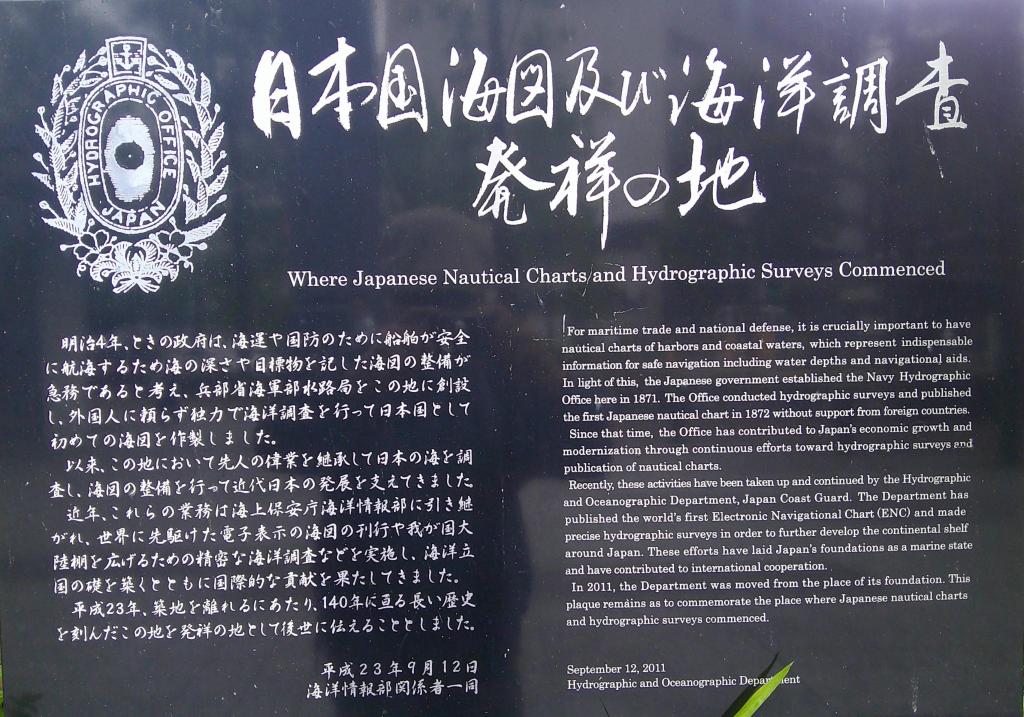 HYDROGRAPHIC OFFICE
JAPAN
日本国海図及び海洋調査
発祥の地
Where Japanese Nautical Charts and Hydrographic Surveys Commenced
明治4年、ときの政府は、海運や国防のために船舶が安全
に航海するため海の深さや目標物を記した海図の整備が
急務であると考え、兵部省海軍部水路局をこの地に創設
し、外国人に頼らず独力で海洋調査を行って日本国として
初めての海図を作製しました。
以来、この地において先人の偉業を継承して日本の海を調
査し、海図の整備を行って近代日本の発展を支えてきました
近年、これらの業務は海上保安庁海洋情報部に引き継
がれ、世界に先駆けた電子表示の海図の刊行や我が国大
陸棚を広げるための精密な海洋調査などを実施し、海洋立
国の礎を築くとともに国際的な貢献を果たしてきました。
平成23年、築地を離れるにあたり、140年に亘る長い歴史
を刻んだこの地を発祥の地として後世に伝えることとしました。
平成23年9月12日
海洋情報部関係者一同
For maritime trade and national defense, it is crucially important to have
nautical charts of harbors and coastal waters, which represent indispensable
information for safe navigation including water depths and navigational aids.
In light of this, the Japanese government established the Navy Hydrographic
Office here in 1871. The Office conducted hydrographic surveys and published
the first Japanese nautical chart in 1872 without support from foreign countries.
Since that time, the Office has contributed to Japan's economic growth and
modernization through continuous efforts toward hydrographic surveys and
publication of nautical charts.
Recently, these activities have been taken up and continued by the Hydrographic
and Oceanographic Department, Japan Coast Guard. The Department has
published the world's first Electronic Navigational Chart (ENC) and made
precise hydrographic surveys in order to further develop the continental shelf
around Japan. These efforts have laid Japan's foundations as a marine state
and have contributed to international cooperation.
In 2011, the Department was moved from the place of its foundation. This
plaque remains as to commemorate the place where Japanese nautical charts
and hydrographic surveys commenced.
September 12, 2011
Hydrographic and Oceanographic Department